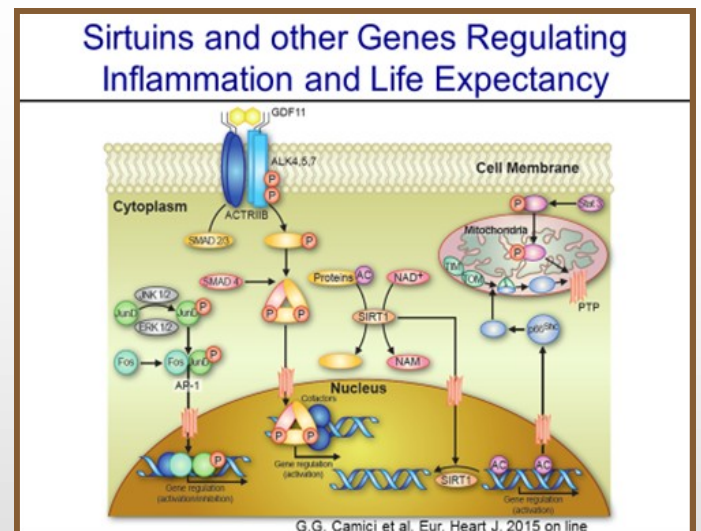 Sirtuins and other Genes Regulating
Inflammation and Life Expectancy
GDF11
ALK4,5,7
P
P
Cell Membrane
Cytoplasm
ACTRIIB
P
Stat 3
SMAD 2/3
P
Mitochondria
P
TIM
TOM
SMAD 4
Proteins
AC
NAD+
PTP
JNK 1/2
JunD
JunD
P
ERK 1/2
P
P
SIRT1
p66Shc
Fos
Fos
JunD
P
NAM
AP-1
Nucleus
Cofactors
P
P
P
Gene regulation
(activation)
AC
AC
SIRT1
Gene regulation
(activation/inhibition)
Gene regulation
(activation)
G.G. Camici et al. Eur. Heart J. 2015 on line